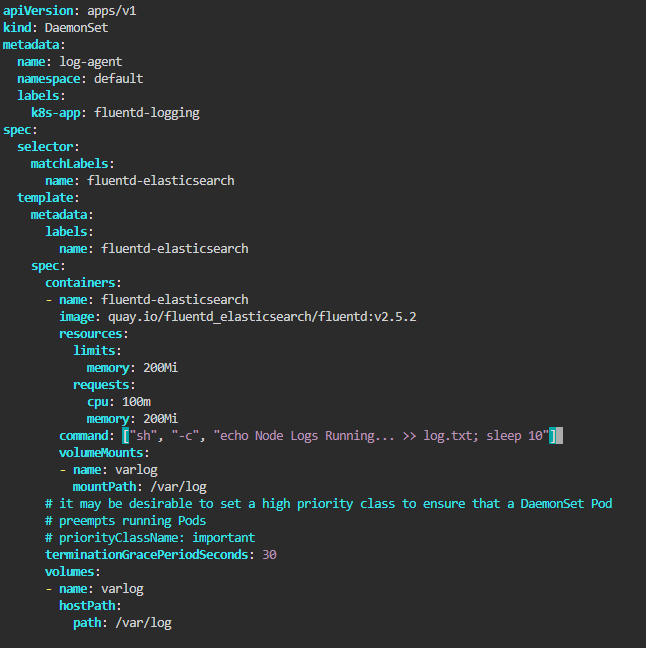 apiVersion: apps/v1
kind: DaemonSet
metadata:
  name: log-agent
  namespace: default
  labels:
    k8s-app: fluentd-logging
spec:
  selector:
    matchLabels:
      name: fluentd-elasticsearch
  template:
    metadata:
      labels:
        name: fluentd-elasticsearch
    spec:
      containers:
      - name: fluentd-elasticsearch
        image: quay.io/fluentd_elasticsearch/fluentd:v2.5.2
        resources:
          limits:
            memory: 200Mi
          requests:
            cpu: 100m
            memory: 200Mi
        command: ["sh", "-c", "echo Node Logs Running... >> log.txt; sleep 10"]
        volumeMounts:
        - name: varlog
          mountPath: /var/log
      # it may be desirable to set a high priority class to ensure that a DaemonSet Pod
      # preempts running Pods
      # priorityClassName: important
      terminationGracePeriodSeconds: 30
      volumes:
      - name: varlog
        hostPath:
          path: /var/log